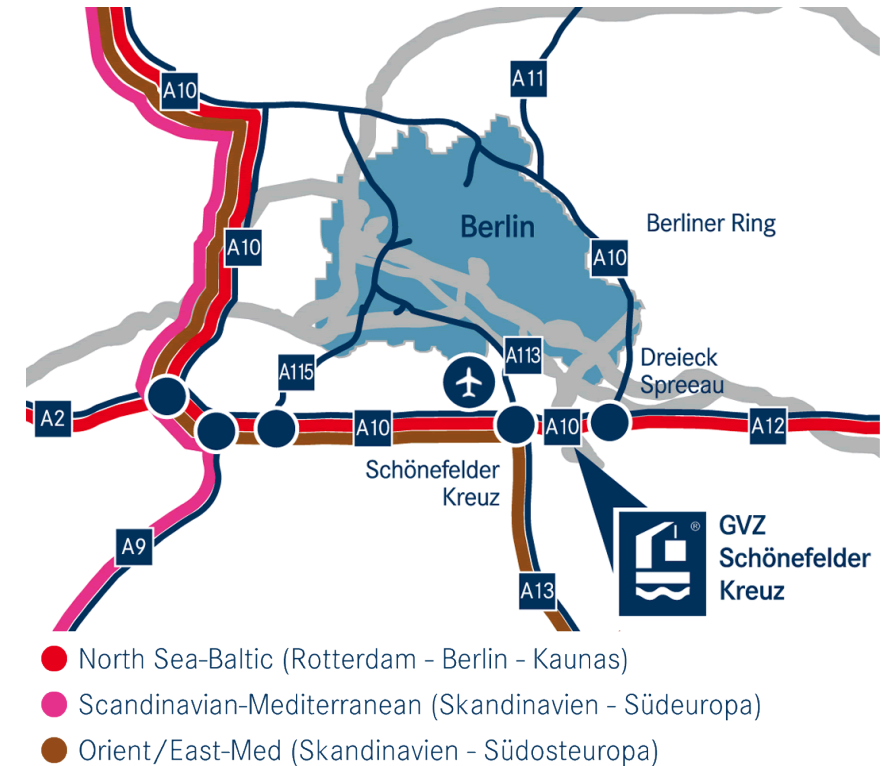 A10
A11
A10
Berlin
Berliner Ring
A10
A113
Dreieck
Spreeau
A115
A2
A10
A10
A12
Schönefelder
Kreuz
A9
A13
®
GVZ
Schönefelder
Kreuz
North Sea-Baltic (Rotterdam - Berlin - Kaunas)
Scandinavian-Mediterranean (Skandinavien - Südeuropa)
Orient/East-Med (Skandinavien - Südosteuropa)